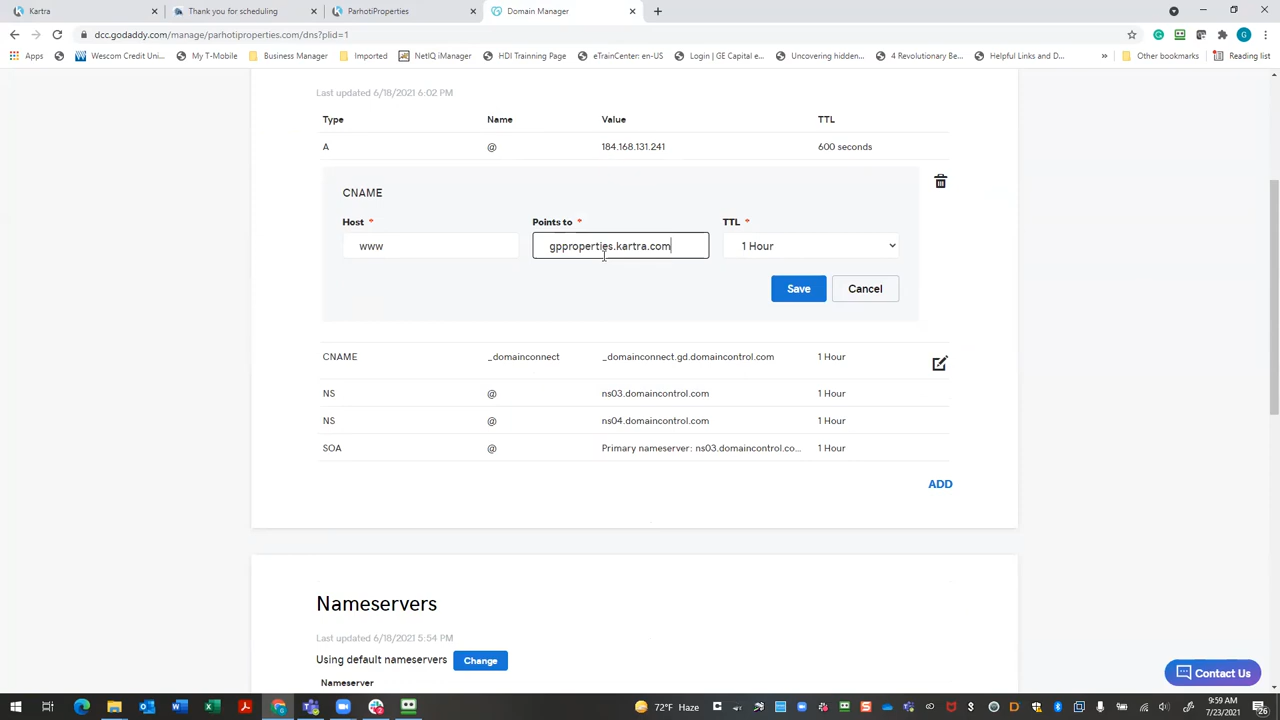 Kartra
Thank you for scheduling
ParhotiProperties
Domain Manager
dcc.godaddy.com/manage/parhotiproperties.com/dns?plid=1
Apps
Wescom Credit Uni...
My T-Mobile
Business Manager
Imported
NetIQ iManager
HDI Training Page
eTrainCenter: en-US
Login | GE Capital e...
Uncovering hidden...
4 Revolutionary Be...
Helpful Links and D...
»
Other bookmarks
Reading list
Last updated 6/18/2021 6:02 PM
Type Name Value TTL
A @ 184.168.131.241 600 seconds
CNAME
Host * Points to * TTL *
www gpproperties.kartra.com 1 Hour
Save Cancel
CNAME _domainconnect _domainconnect.gd.domaincontrol.com 1 Hour
NS @ ns03.domaincontrol.com 1 Hour
NS @ ns04.domaincontrol.com 1 Hour
SOA @ Primary nameserver: ns03.domaincontrol.co... 1 Hour
ADD
Nameservers
Last updated 6/18/2021 5:54 PM
Using default nameservers Change
Nameserver
Contact Us
72°F Haze
9:59 AM
7/23/2021
26